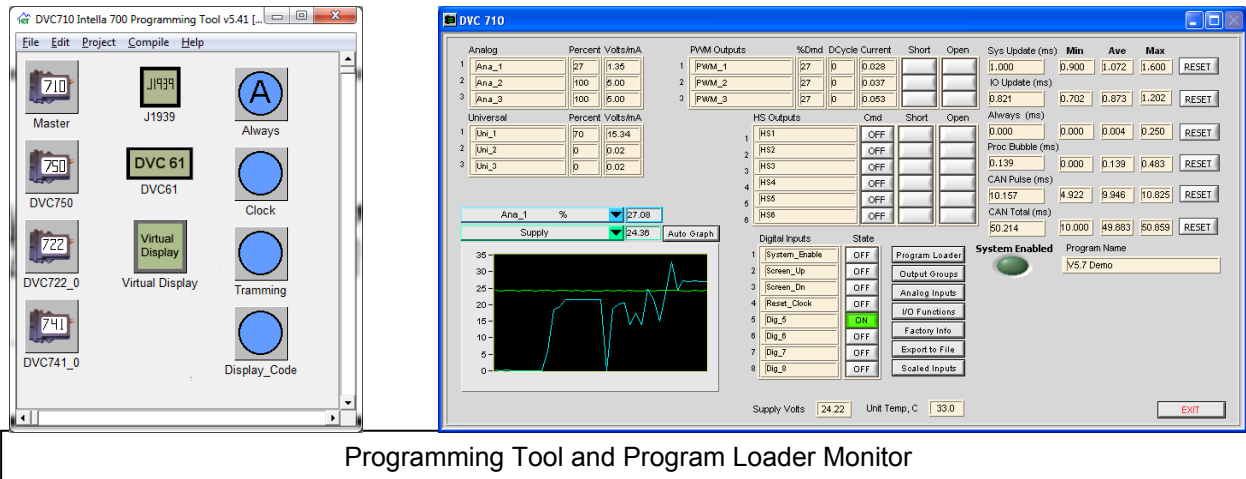 DVC710 Intella 700 Programming Tool v5.41 [...
File Edit Project Compile Help
710
Master
J1939
J1939
A
Always
750
DVC750
DVC 61
DVC61
Clock
722
DVC722_0
Virtual
Display
Virtual Display
Tramming
741
DVC741_0
Display_Code
DVC 710
Analog Percent Volts/mA
1 Ana_1 27 1.35
2 Ana_2 100 5.00
3 Ana_3 100 5.00
Universal Percent Volts/mA
1 Uni_1 70 15.34
2 Uni_2 0 0.02
3 Uni_3 0 0.02
PWM Outputs %Dmd DCycle Current Short Open
1 PWM_1 27 0 0.028
2 PWM_2 27 0 0.037
3 PWM_3 27 0 0.053
HS Outputs Cmd Short Open
1 HS1 OFF
2 HS2 OFF
3 HS3 OFF
4 HS4 OFF
5 HS5 OFF
6 HS6 OFF
Sys Update (ms) Min Ave Max
1.000 0.900 1.072 1.600 RESET
IO Update (ms)
0.821 0.702 0.873 1.202 RESET
Always (ms)
0.000 0.000 0.004 0.250 RESET
Proc Bubble (ms)
0.139 0.000 0.139 0.483 RESET
CAN Pulse (ms)
10.157 4.922 9.946 10.825 RESET
CAN Total (ms)
50.214 10.000 49.883 50.859 RESET
System Enabled Program Name
V5.7 Demo
Ana_1 % 27.08
Supply 24.36 Auto Graph
35
30
25
20
15
10
5
0
Digital Inputs State
1 System_Enable OFF
2 Screen_Up OFF
3 Screen_Dn OFF
4 Reset_Clock OFF
5 Dig_5 ON
6 Dig_6 OFF
7 Dig_7 OFF
8 Dig_8 OFF
Program Loader
Output Groups
Analog Inputs
I/O Functions
Factory Info
Export to File
Scaled Inputs
Supply Volts 24.22 Unit Temp, C 33.0
EXIT
Programming Tool and Program Loader Monitor